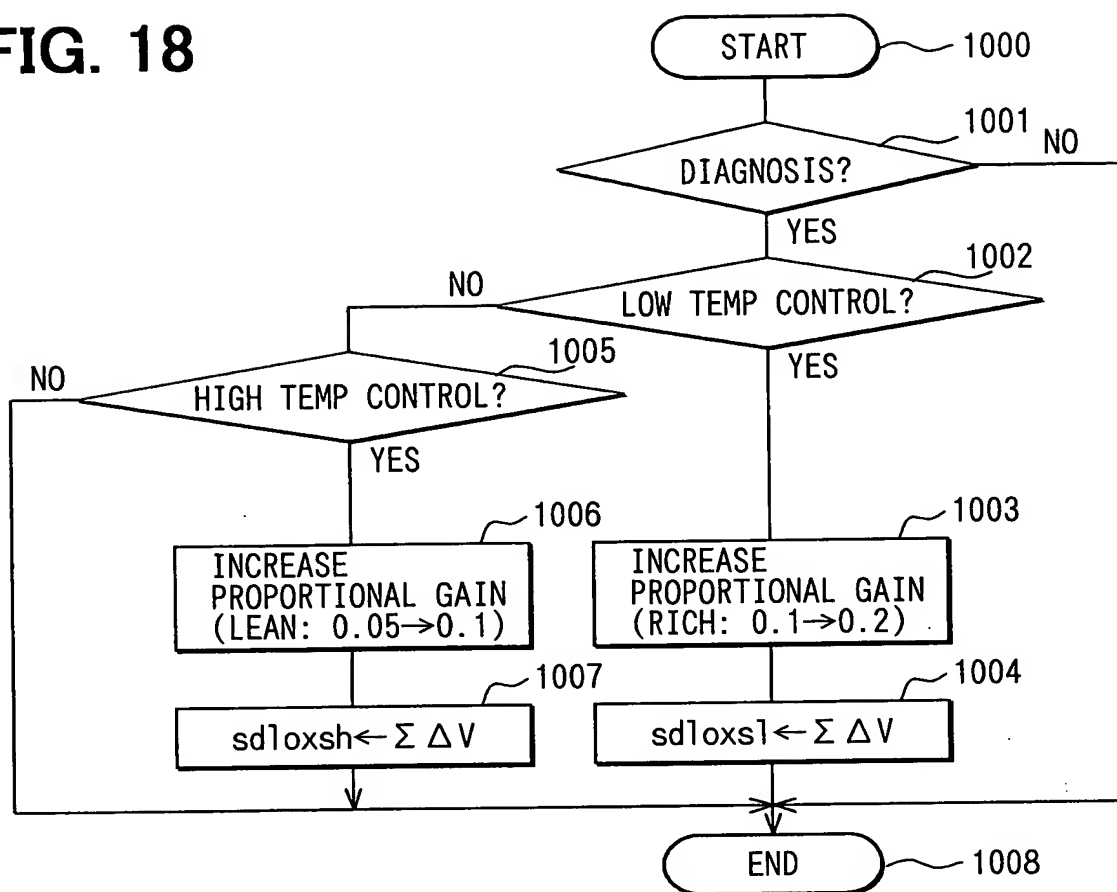 FIG. 18
START
1000
1001
NO
DIAGNOSIS?
YES
1002
NO
LOW TEMP CONTROL?
YES
1005
NO
HIGH TEMP CONTROL?
YES
1006
INCREASE
PROPORTIONAL GAIN
(LEAN: 0.05→0.1)
1003
INCREASE
PROPORTIONAL GAIN
(RICH: 0.1→0.2)
1007
sdloxsh←Σ ΔV
1004
sdloxsl←Σ ΔV
END
1008